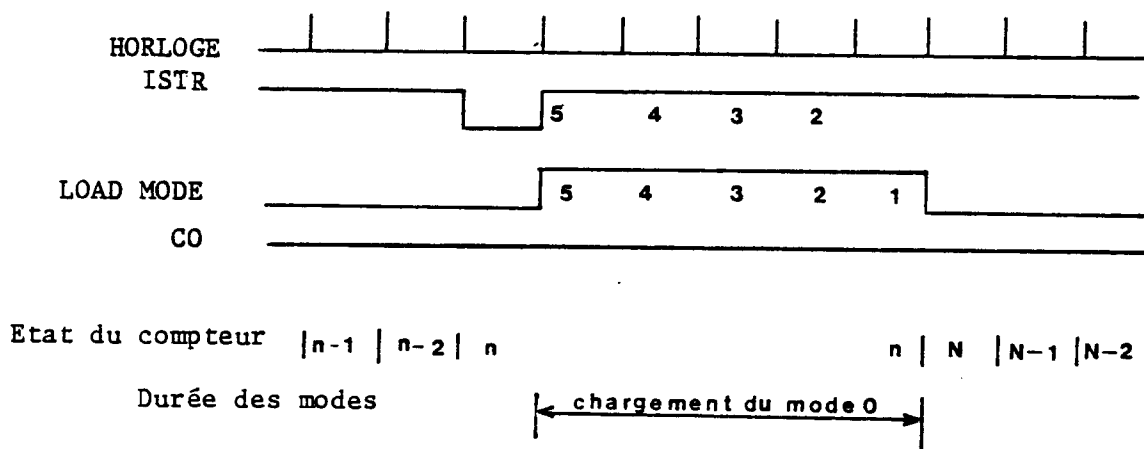 HORLOGE
ISTR
5 4 3 2
LOAD MODE
5 4 3 2 1
CO
Etat du compteur |n-1 | n-2 | n n | N |N-1 |N-2
Durée des modes chargement du mode 0